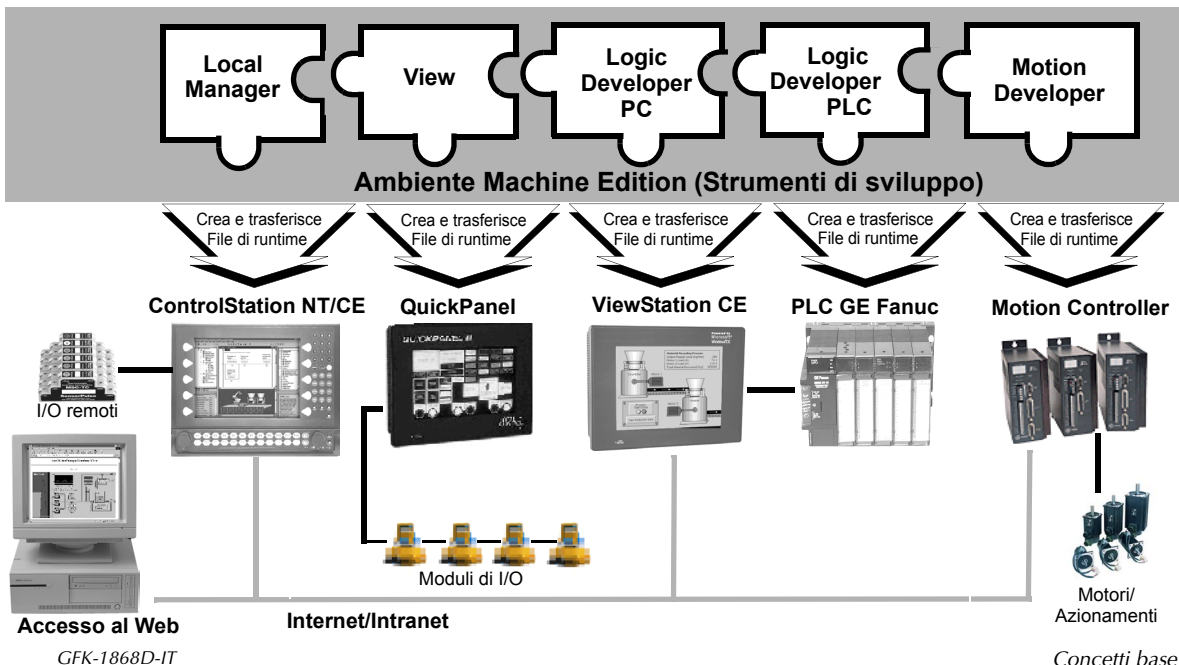 Local
Manager
View
Logic
Developer
PC
Logic
Developer
PLC
Motion
Developer
Ambiente Machine Edition (Strumenti di sviluppo)
Crea e trasferisce
File di runtime
Crea e trasferisce
File di runtime
Crea e trasferisce
File di runtime
Crea e trasferisce
File di runtime
Crea e trasferisce
File di runtime
ControlStation NT/CE
QuickPanel
ViewStation CE
PLC GE Fanuc
Motion Controller
I/O remoti
Moduli di I/O
Motori/
Azionamenti
Internet/Intranet
Accesso al Web
GFK-1868D-IT
Concetti base